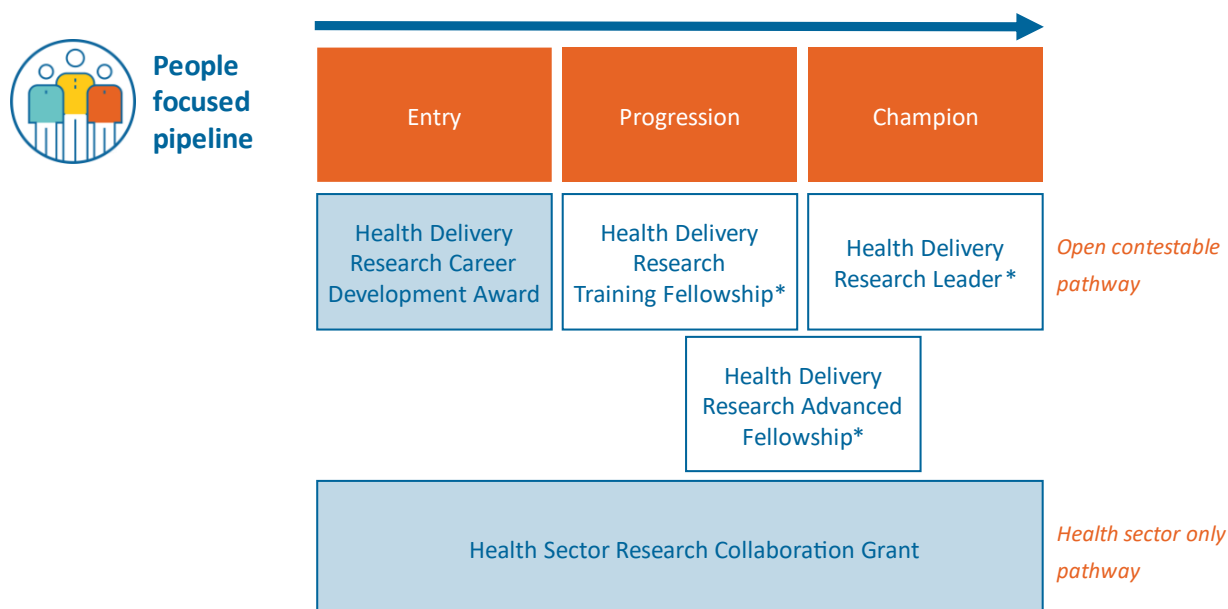 People
focused
pipeline
Entry
Progression
Champion
Health Delivery
Research Career
Development Award
Health Delivery
Research
Training Fellowship*
Health Delivery
Research Leader*
Open contestable
pathway
Health Delivery
Research Advanced
Fellowship*
Health Sector Research Collaboration Grant
Health sector only
pathway